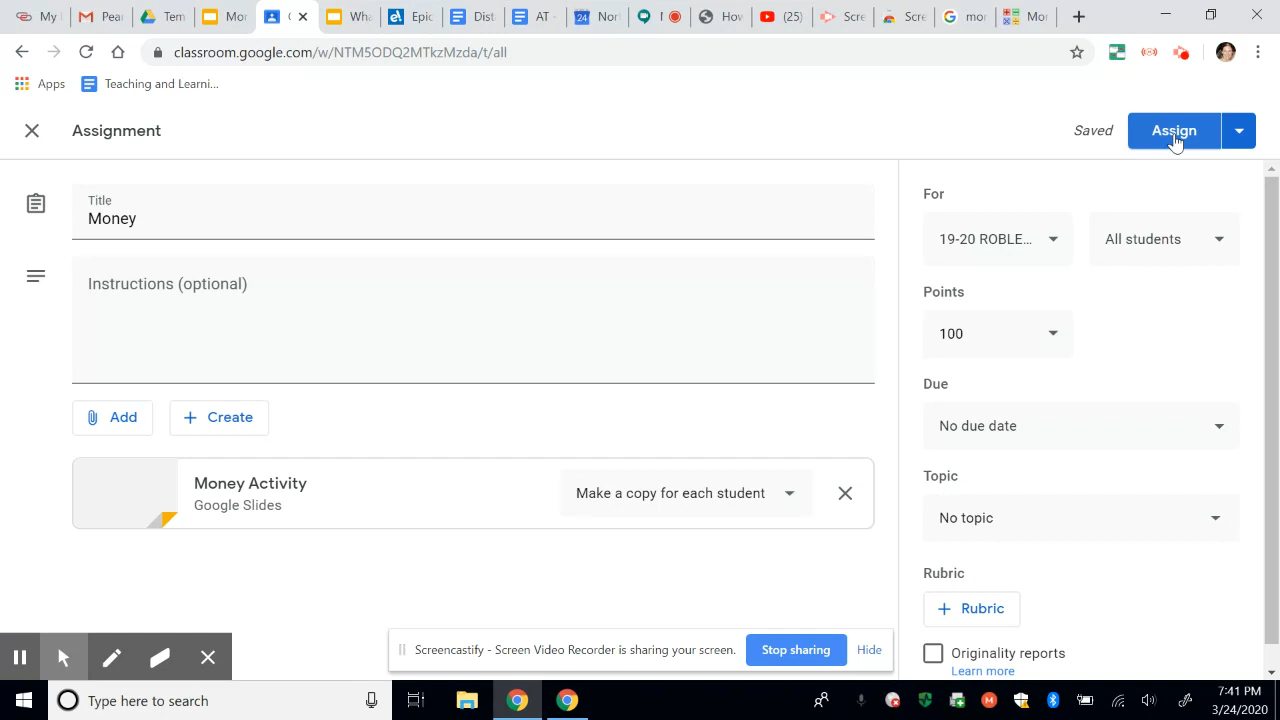 My
Pear
Tem
Mor
C
Wha
Epic
Dist
AT -
24
Nor
How
(25)
Scre
Scre
mor
Mor
classroom.google.com/w/NTM5ODQ2MTkzMzda/t/all
Apps
Teaching and Learni...
Assignment
Saved
Assign
Title
Money
Instructions (optional)
Add
Create
Money Activity
Google Slides
Make a copy for each student
For
19-20 ROBLE...
All students
Points
100
Due
No due date
Topic
No topic
Rubric
Rubric
Originality reports
Learn more
Screencastify - Screen Video Recorder is sharing your screen.
Stop sharing
Hide
Type here to search
7:41 PM
3/24/2020